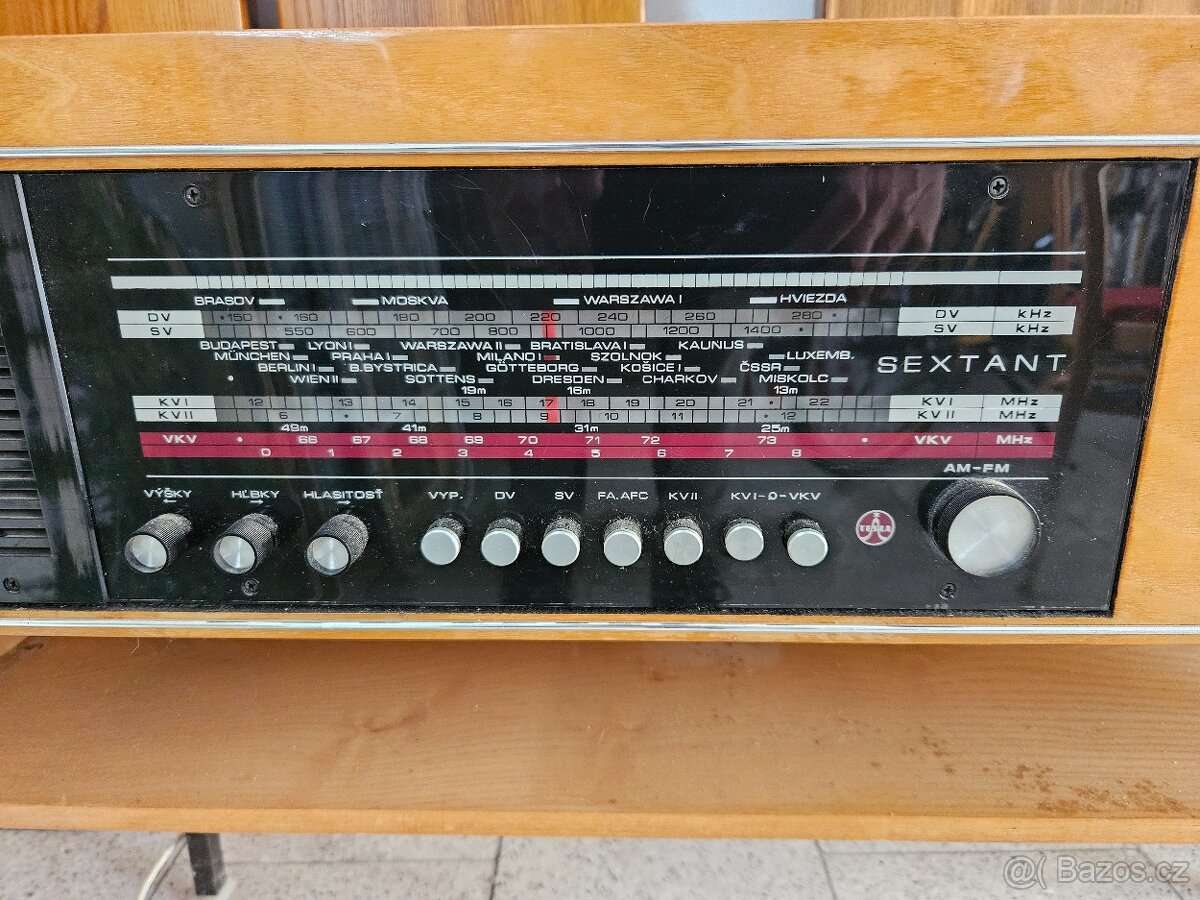 BRASOV MOSKVA WARSZAWA I HVIEZDA
DV • 150 • 160 180 200 220 240 260 280 • DV kHz
SV 550 600 700 800 1000 1200 1400 • SV kHz
BUDAPEST LYON I WARSZAWA II BRATISLAVA I KAUNIUS
MÜNCHEN PRAHA I MILANO I SZOLNOK LUXEMB.
BERLIN I B.BYSTRICA GÖTTEBORG KOŠICE I ČSSR
WIEN II SOTTENS DRESDEN CHARKOV MISKOLC
SEXTANT
19m 16m 13m
KV I 12 13 14 15 16 17 18 19 20 21 • 22 KV I MHz
KV II 6 • 7 8 9 10 11 • 12 KV II MHz
49m 41m 31m 25m
VKV • 66 67 68 69 70 71 72 73 • VKV MHz
0 1 2 3 4 5 6 7 8
AM-FM
VÝŠKY HĽBKY HLASITOSŤ VYP. DV SV FA.AFC KV II KV I-Ω-VKV
TESLA
@ Bazos.cz